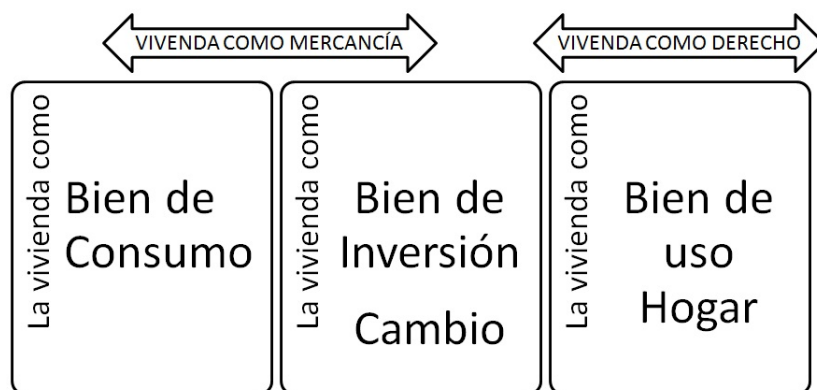 VIVENDA COMO MERCANCÍA
VIVENDA COMO DERECHO
La vivienda como
Bien de
Consumo
La vivienda como
Bien de
Inversión
Cambio
La vivienda como
Bien de
uso
Hogar